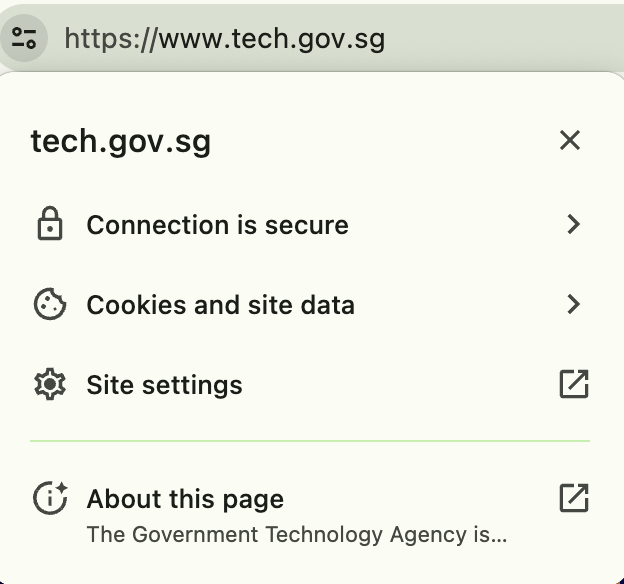 https://www.tech.gov.sg
tech.gov.sg
Connection is secure
Cookies and site data
Site settings
About this page
The Government Technology Agency is...